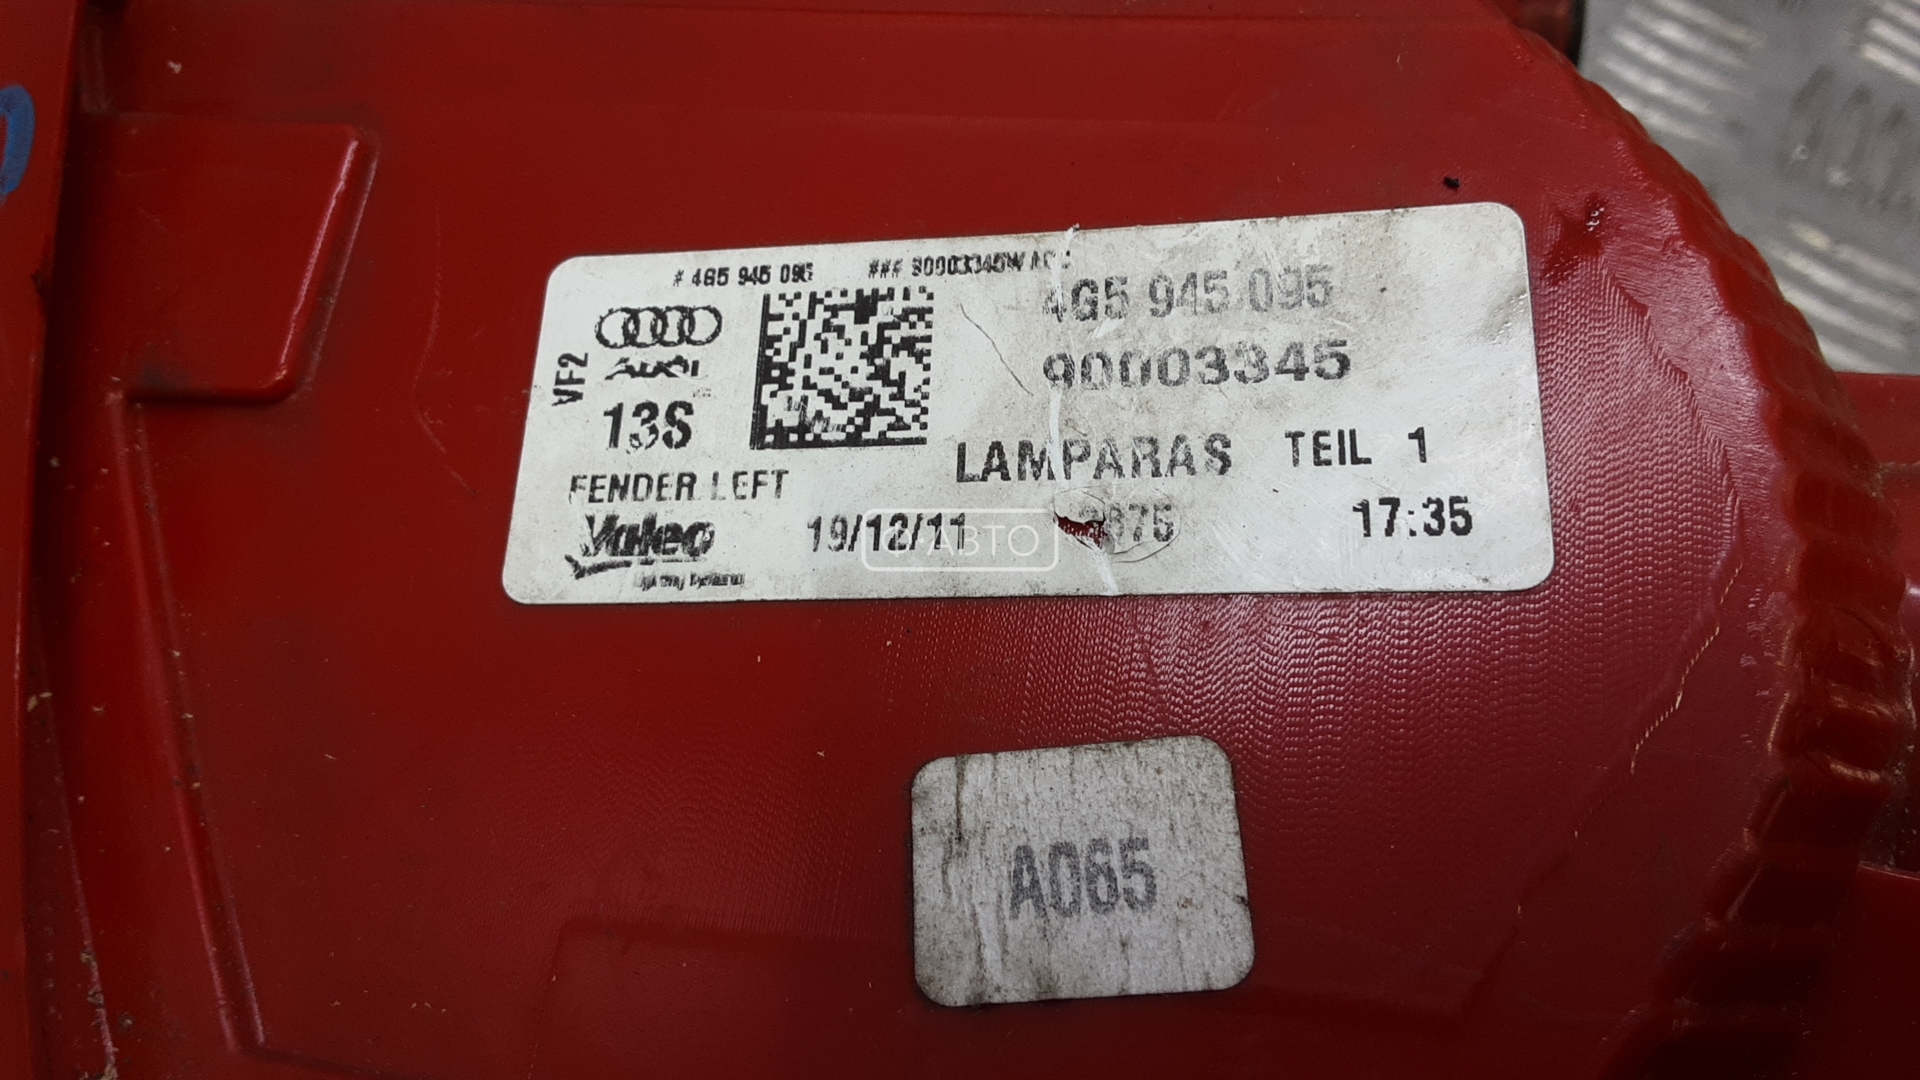 # 4G5 945 095
4G5 945 095
AUDI
90003345
VF2
13S
LAMPARAS TEIL 1
FENDER LEFT
Valeo
19/12/11
17:35
С-АВТО
A065